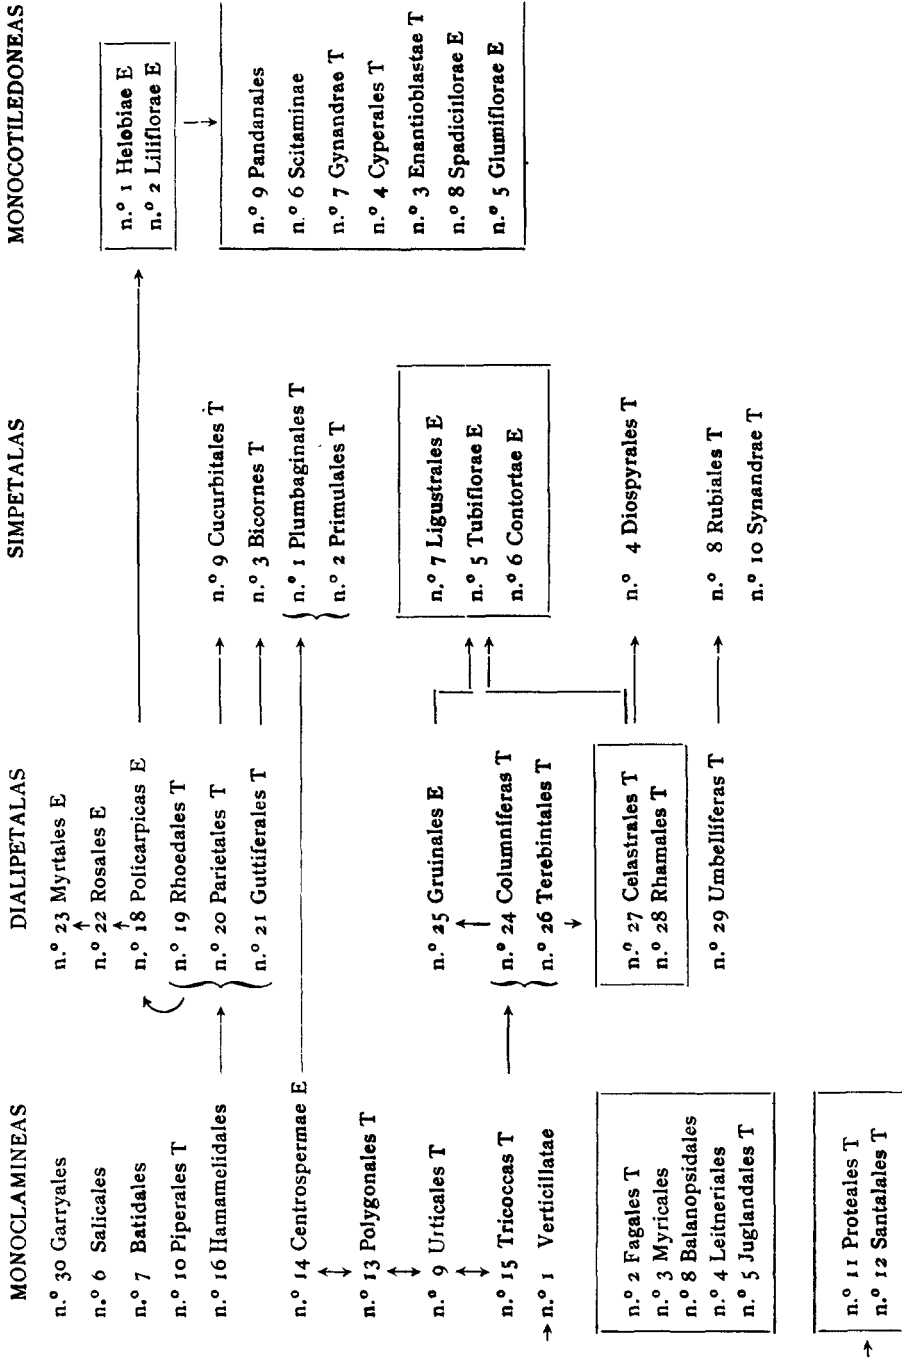 MONOCLAMINEAS
n.º 30 Garryales
n.º 6 Salicales
n.º 7 Batidales
n.º 10 Piperales T
n.º 16 Hamamelidales
n.º 14 Centrospermae E
n.º 13 Polygonales T
n.º 9 Urticales T
n.º 15 Tricoccas T
n.º 1 Verticillatae
n.º 2 Fagales T
n.º 3 Myricales
n.º 8 Balanopsidales
n.º 4 Leitneriales
n.º 5 Juglandales T
n.º 11 Proteales T
n.º 12 Santalales T
DIALIPETALAS
n.º 23 Myrtales E
n.º 22 Rosales E
n.º 18 Policarpicas E
n.º 19 Rhoedales T
n.º 20 Parietales T
n.º 21 Guttiferales T
n.º 25 Gruinales E
n.º 24 Columníferas T
n.º 26 Terebintales T
n.º 27 Celastrales T
n.º 28 Rhamales T
n.º 29 Umbellíferas T
SIMPETALAS
n.º 9 Cucurbitales T
n.º 3 Bicornes T
n.º 1 Plumbaginales T
n.º 2 Primulales T
n.º 7 Ligustrales E
n.º 5 Tubiflorae E
n.º 6 Contortae E
n.º 4 Diospyrales T
n.º 8 Rubiales T
n.º 10 Synandrae T
MONOCOTILEDONEAS
n.º 1 Helobiae E
n.º 2 Liliflorae E
n.º 9 Pandanales
n.º 6 Scitaminae
n.º 7 Gynandrae T
n.º 4 Cyperales T
n.º 3 Enantioblastae T
n.º 8 Spadiciilorae E
n.º 5 Glumiflorae E